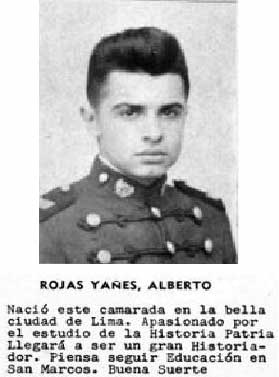 ROJAS YAÑES, ALBERTO
Nació este camarada en la bella
ciudad de Lima. Apasionado por
el estudio de la Historia Patria
Llegará a ser un gran Historia-
dor. Piensa seguir Educación en
San Marcos. Buena Suerte